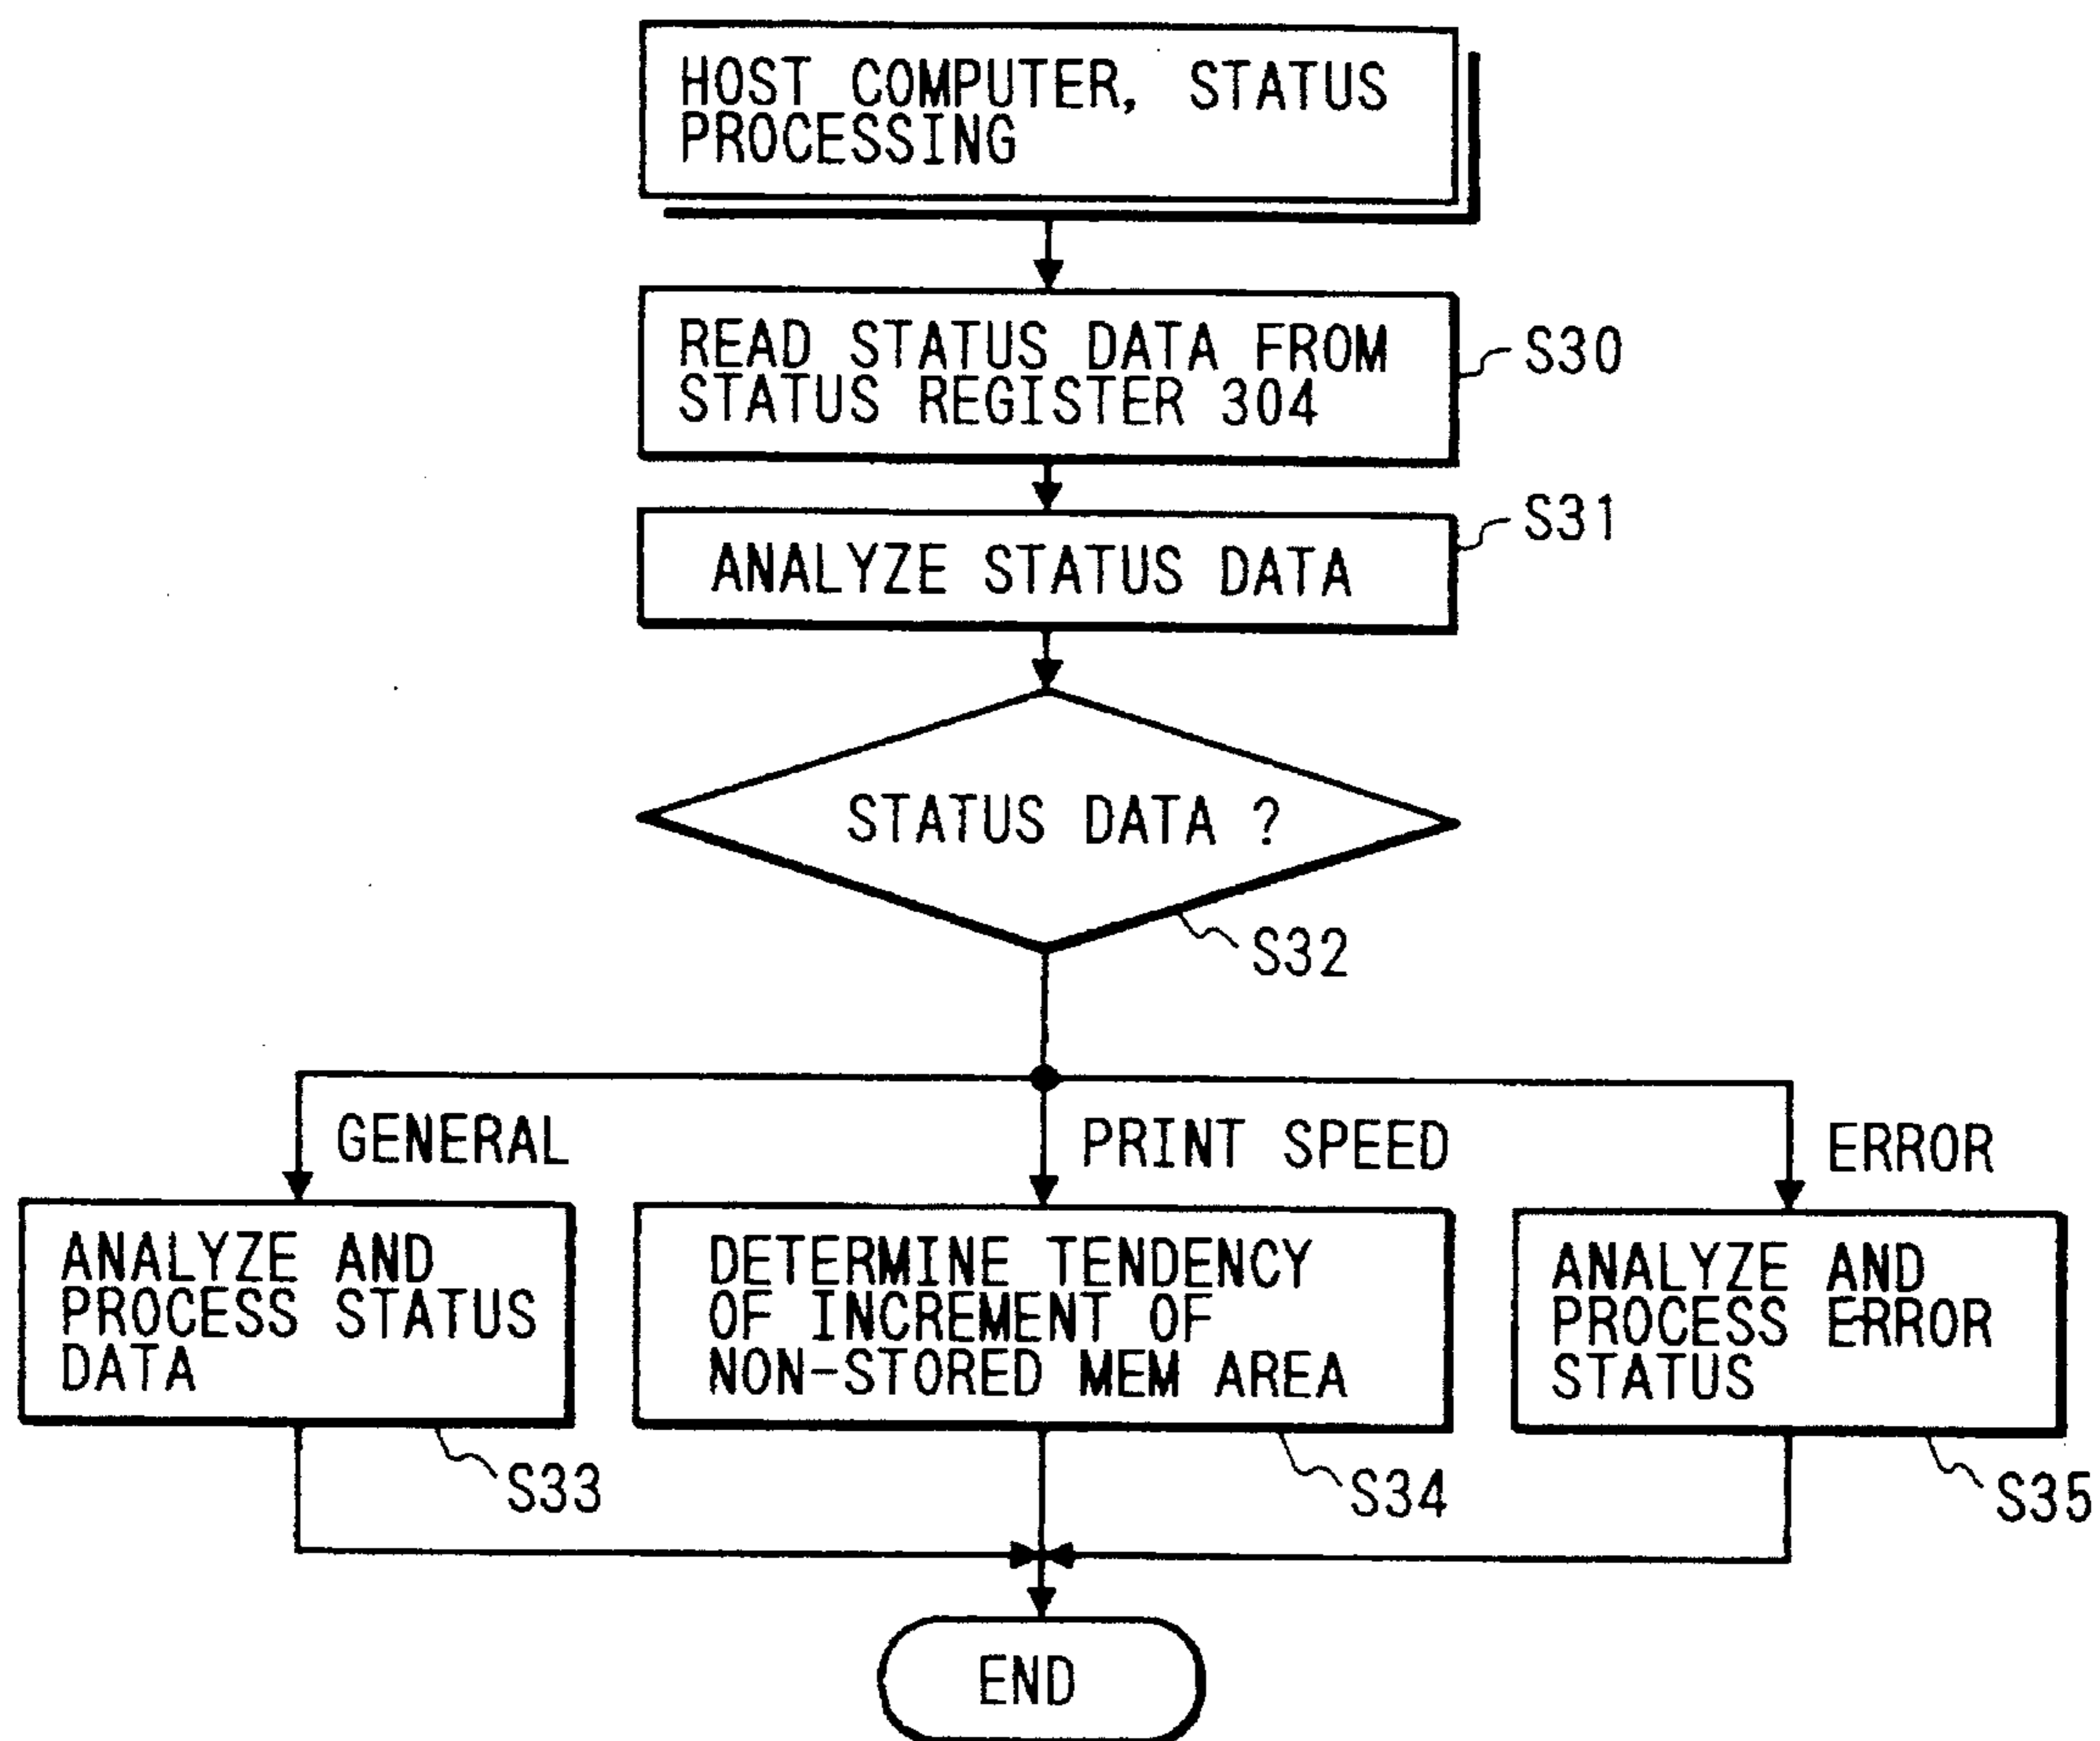 HOST COMPUTER, STATUS
PROCESSING
READ STATUS DATA FROM
STATUS REGISTER 304
S30
S31
ANALYZE STATUS DATA
STATUS DATA ?
S32
GENERAL
PRINT SPEED
ERROR
ANALYZE AND
PROCESS STATUS
DATA
S33
DETERMINE TENDENCY
OF INCREMENT OF
NON-STORED MEM AREA
S34
ANALYZE AND
PROCESS ERROR
STATUS
S35
END